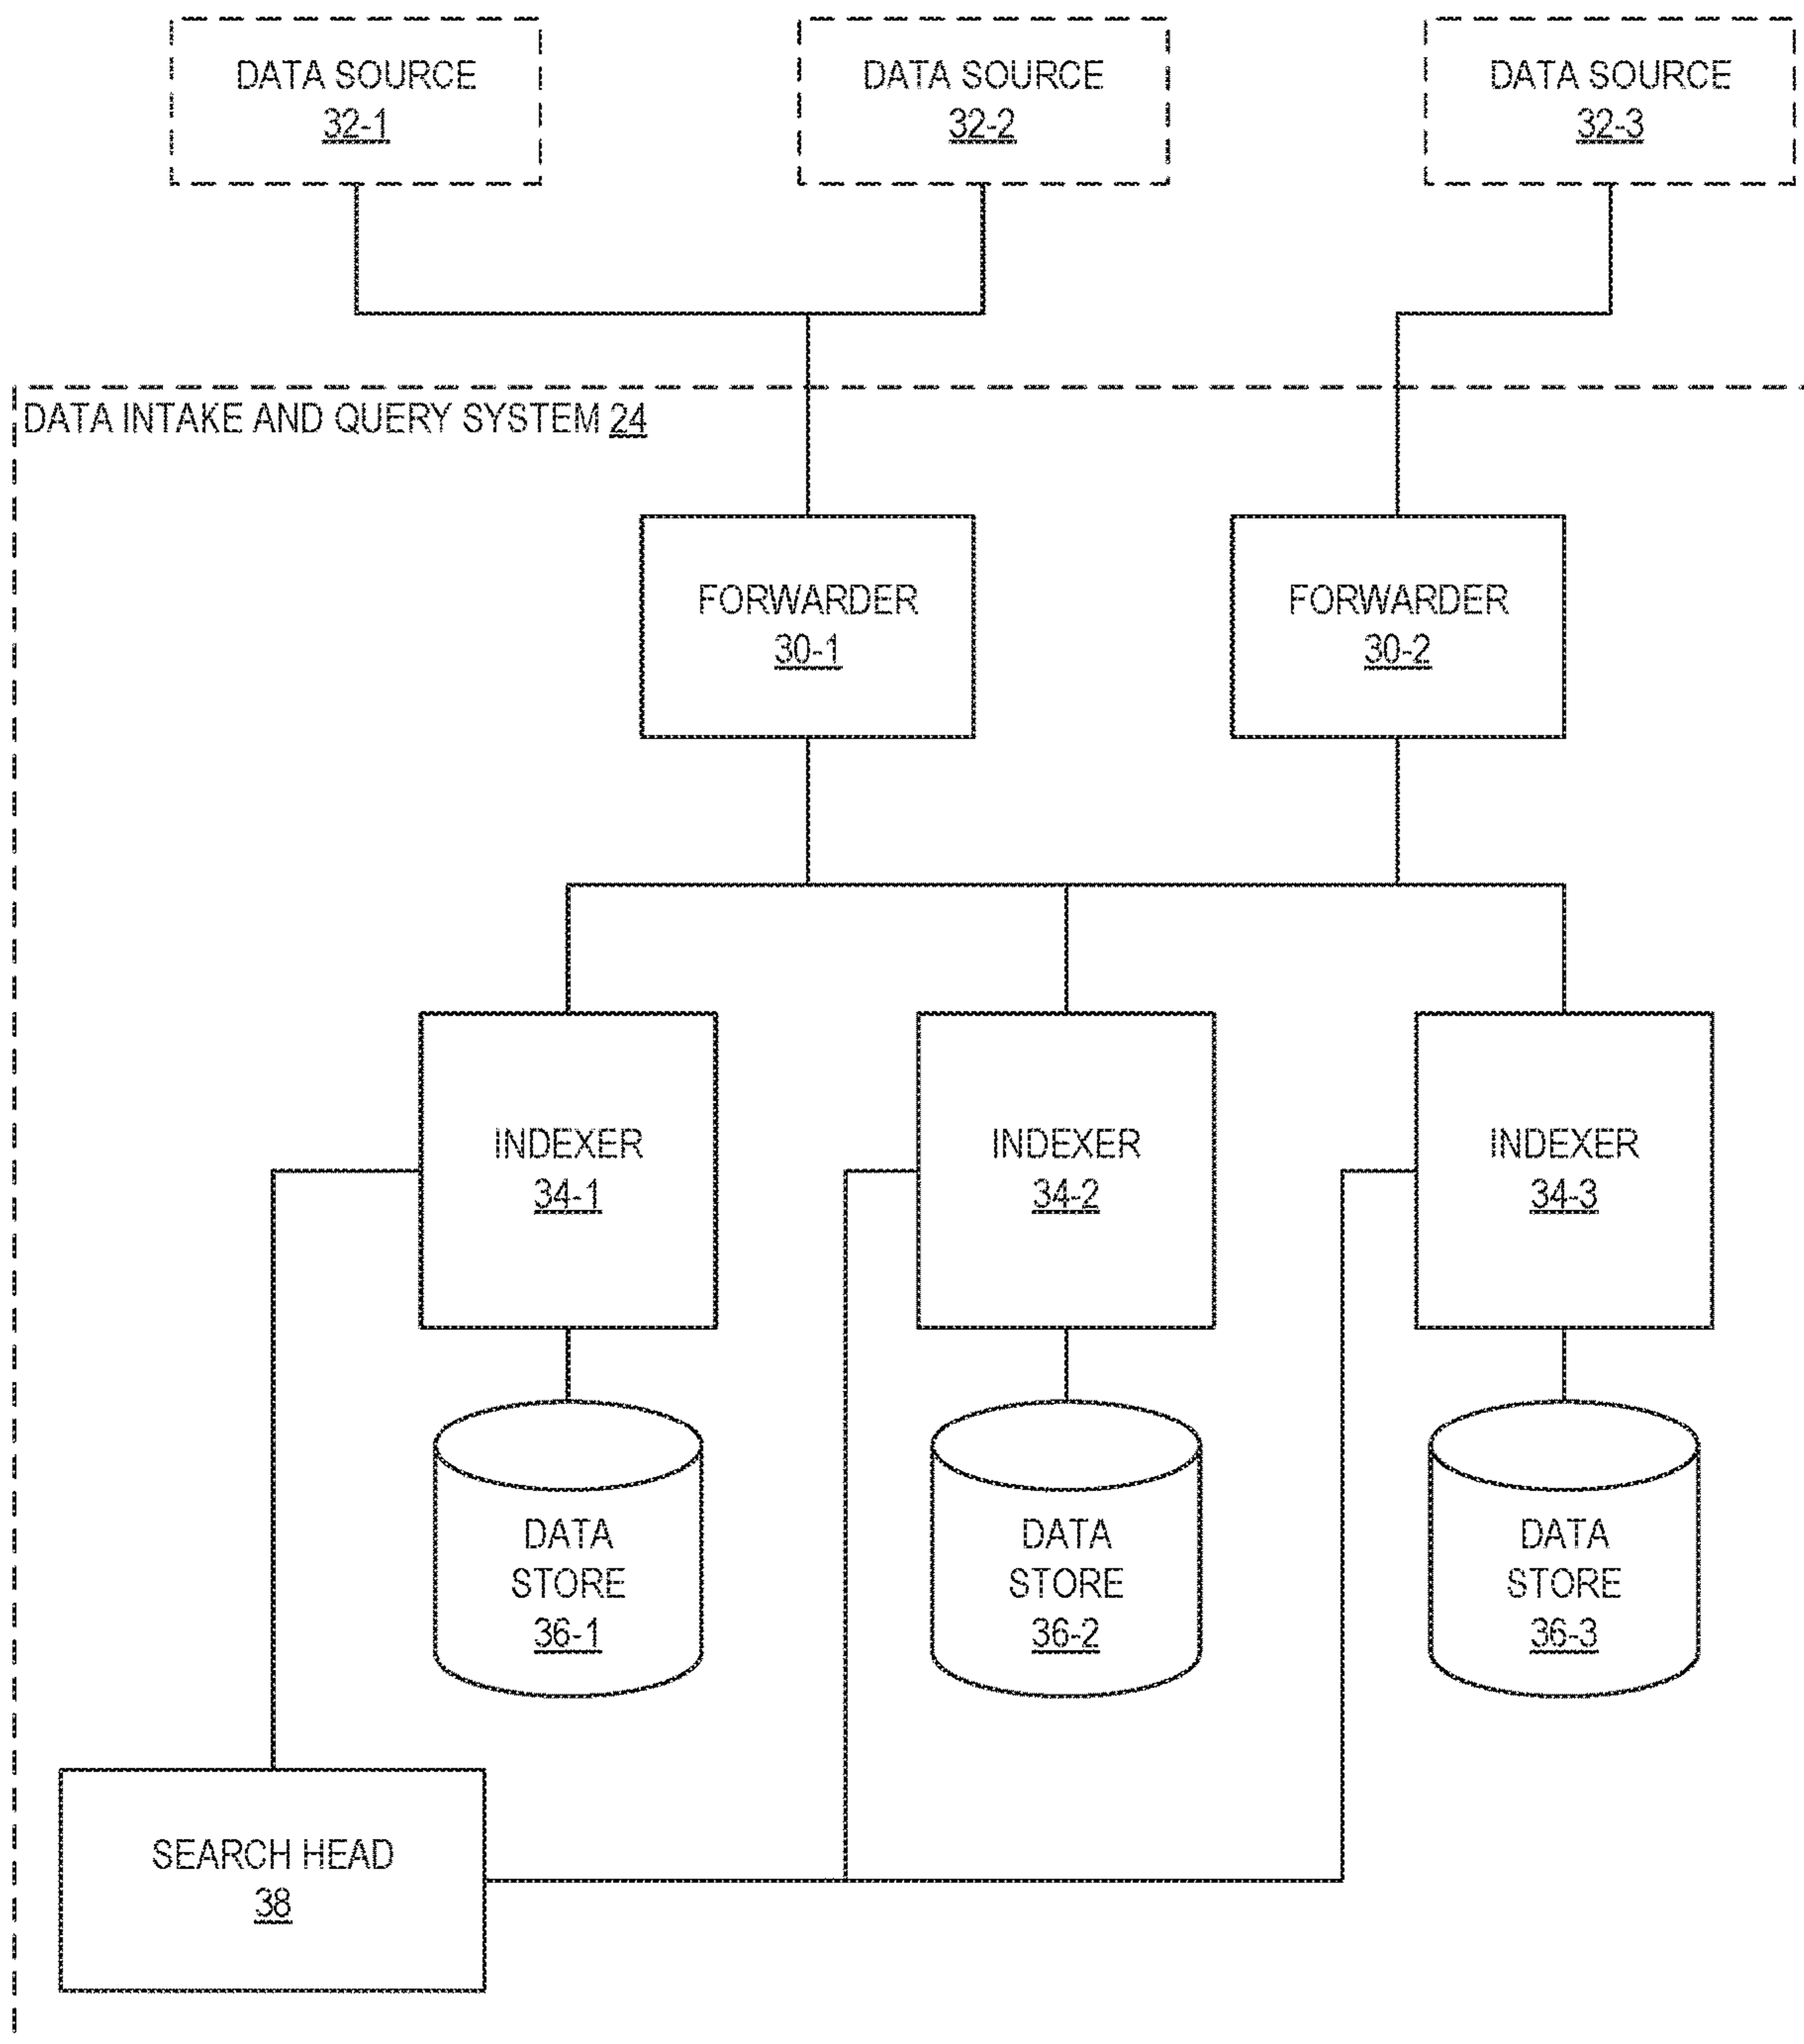 DATA SOURCE
32-1
DATA SOURCE
32-2
DATA SOURCE
32-3
DATA INTAKE AND QUERY SYSTEM 24
FORWARDER
30-1
FORWARDER
30-2
INDEXER
34-1
INDEXER
34-2
INDEXER
34-3
DATA
STORE
36-1
DATA
STORE
36-2
DATA
STORE
36-3
SEARCH HEAD
38